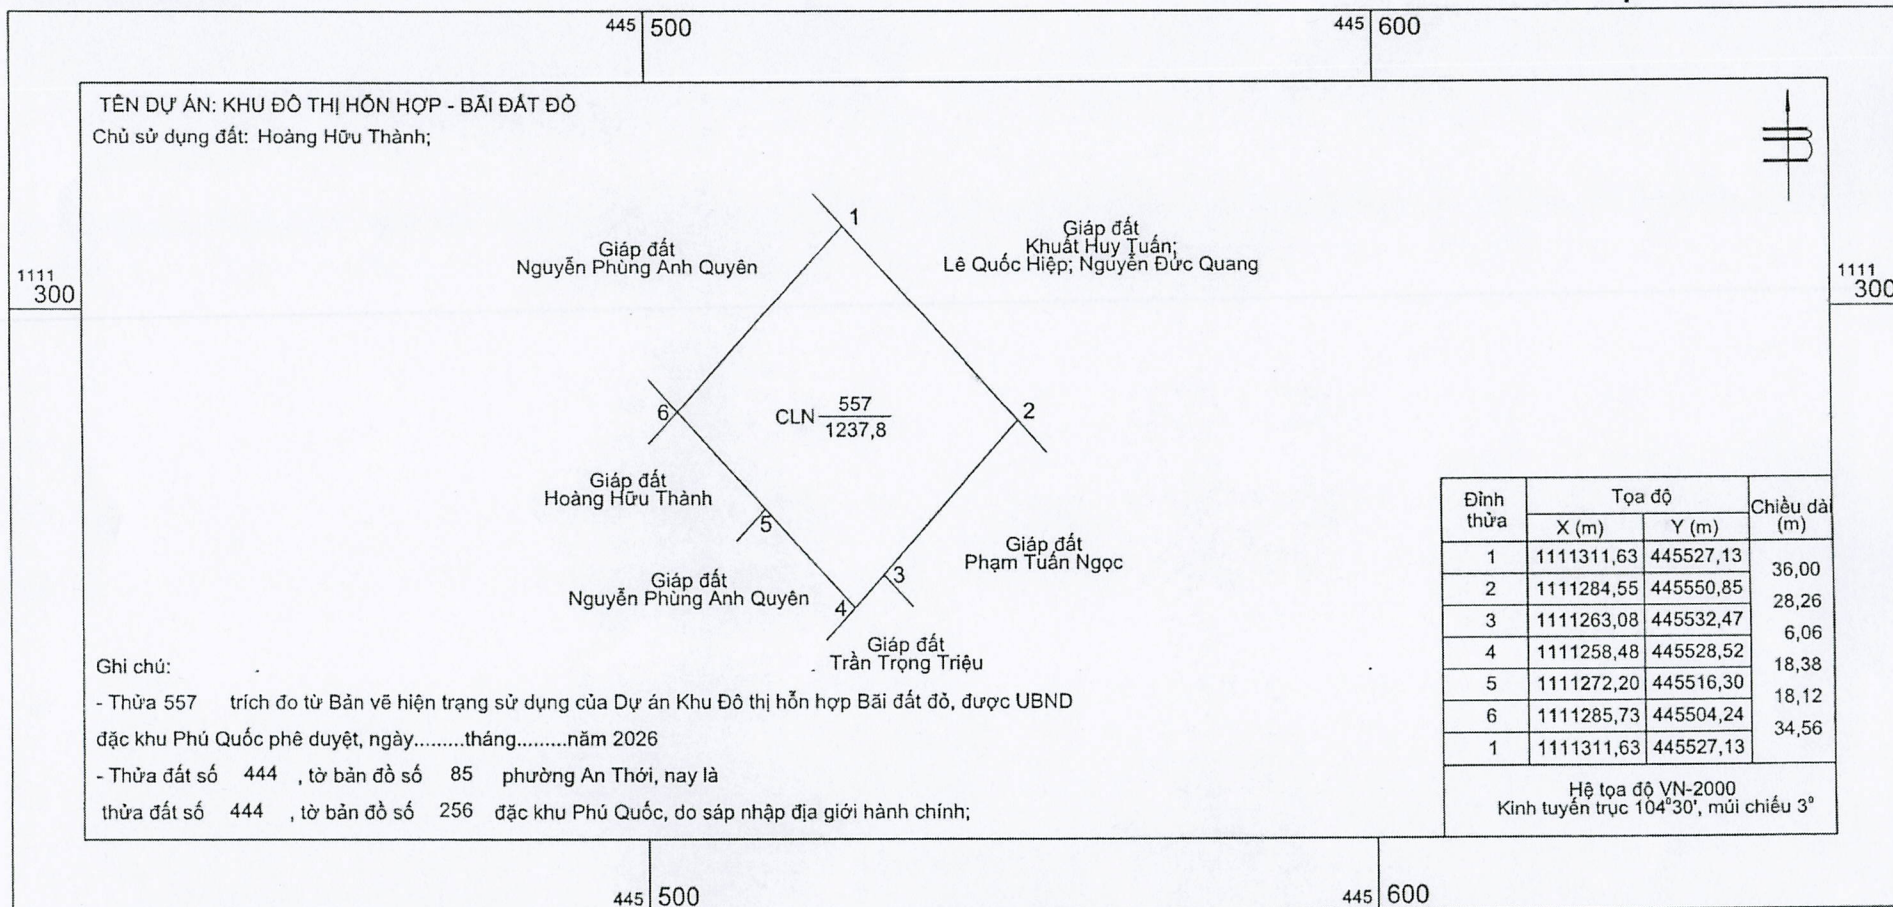 445 500
445 600
TÊN DỰ ÁN: KHU ĐÔ THỊ HỖN HỢP - BÃI ĐẤT ĐỎ
Chủ sử dụng đất: Hoàng Hữu Thành;
1
Giáp đất
Nguyễn Phùng Anh Quyên
Giáp đất
Khuất Huy Tuấn;
Lê Quốc Hiệp; Nguyễn Đức Quang
1111
300
1111
300
6
CLN 557
1237,8
2
Giáp đất
Hoàng Hữu Thành
5
Giáp đất
Phạm Tuấn Ngọc
3
Giáp đất
Nguyễn Phùng Anh Quyên
4
Giáp đất
Trần Trọng Triệu
Đỉnh thửa Tọa độ Chiều dài (m)
X (m) Y (m)
1 1111311,63 445527,13
36,00
2 1111284,55 445550,85
28,26
3 1111263,08 445532,47
6,06
4 1111258,48 445528,52
18,38
5 1111272,20 445516,30
18,12
6 1111285,73 445504,24
34,56
1 1111311,63 445527,13
Hệ tọa độ VN-2000
Kinh tuyến trục 104°30', múi chiếu 3°
Ghi chú:
- Thửa 557 trích đo từ Bản vẽ hiện trạng sử dụng của Dự án Khu Đô thị hỗn hợp Bãi đất đỏ, được UBND
đặc khu Phú Quốc phê duyệt, ngày.........tháng.........năm 2026
- Thửa đất số 444 , tờ bản đồ số 85 phường An Thới, nay là
thửa đất số 444 , tờ bản đồ số 256 đặc khu Phú Quốc, do sáp nhập địa giới hành chính;
445 500
445 600